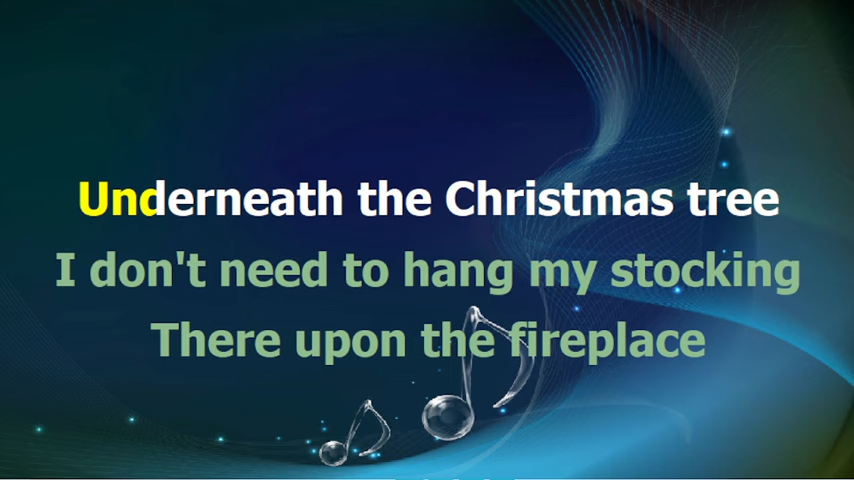 Underneath the Christmas tree
I don't need to hang my stocking
There upon the fireplace